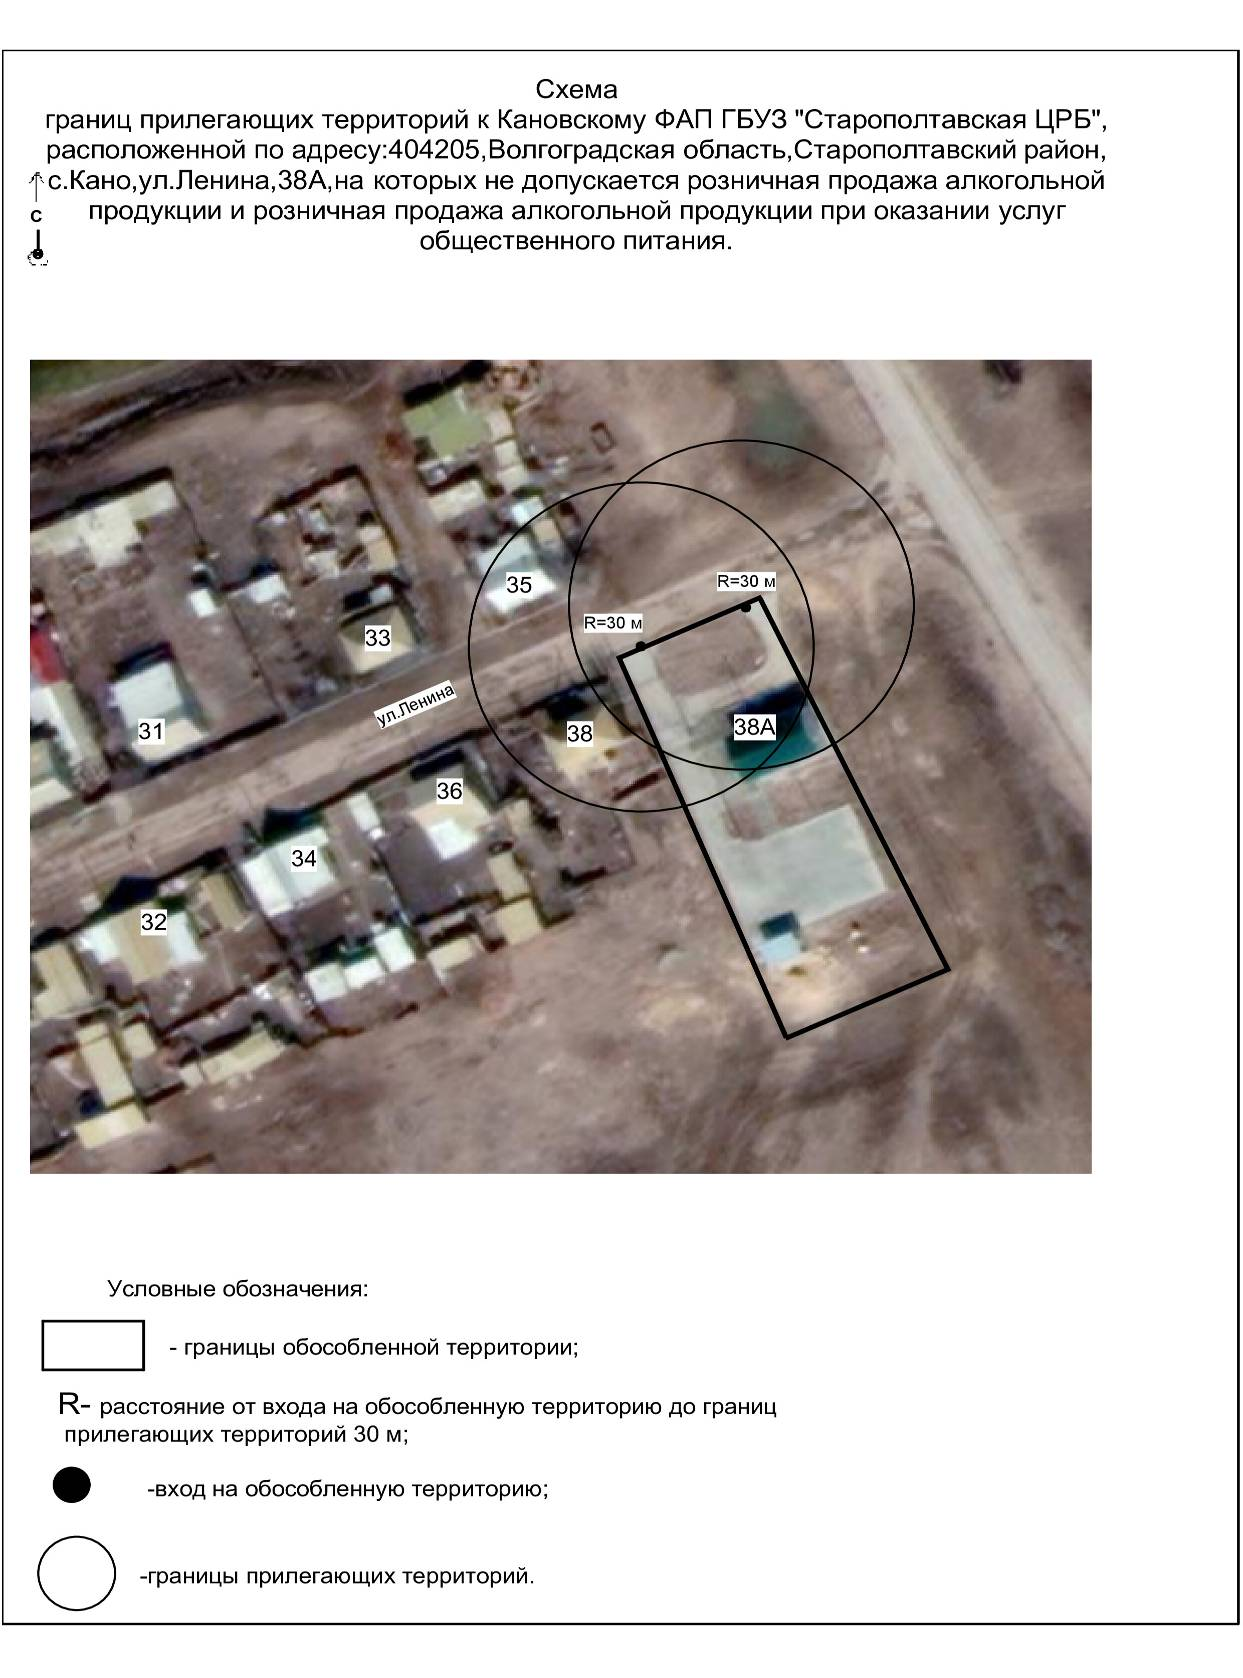 Схема
границ прилегающих территорий к Кановскому ФАП ГБУЗ "Старополтавская ЦРБ",
расположенной по адресу:404205,Волгоградская область,Старополтавский район,
с.Кано,ул.Ленина,38А,на которых не допускается розничная продажа алкогольной
продукции и розничная продажа алкогольной продукции при оказании услуг
общественного питания.
с
R=30 м
35
R=30 м
33
ул.Ленина
31
38
38А
36
34
32
Условные обозначения:
- границы обособленной территории;
R- расстояние от входа на обособленную территорию до границ
прилегающих территорий 30 м;
-вход на обособленную территорию;
-границы прилегающих территорий.